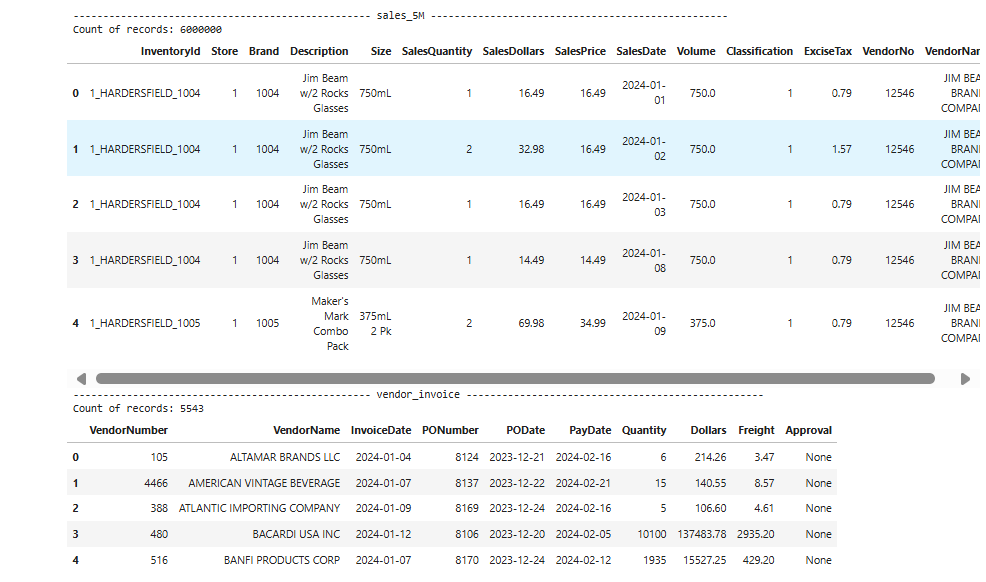 ---------------------------------------------- sales_5M ----------------------------------------------
Count of records: 6000000
InventoryId Store Brand Description Size SalesQuantity SalesDollars SalesPrice SalesDate Volume Classification ExciseTax VendorNo VendorNar
0 1_HARDERSFIELD_1004 1 1004 Jim Beam w/2 Rocks Glasses 750mL 1 16.49 16.49 2024-01-01 750.0 1 0.79 12546 JIM BEA BRANI COMPAI
1 1_HARDERSFIELD_1004 1 1004 Jim Beam w/2 Rocks Glasses 750mL 2 32.98 16.49 2024-01-02 750.0 1 1.57 12546 JIM BEA BRANI COMPAI
2 1_HARDERSFIELD_1004 1 1004 Jim Beam w/2 Rocks Glasses 750mL 1 16.49 16.49 2024-01-03 750.0 1 0.79 12546 JIM BEA BRANI COMPAI
3 1_HARDERSFIELD_1004 1 1004 Jim Beam w/2 Rocks Glasses 750mL 1 14.49 14.49 2024-01-08 750.0 1 0.79 12546 JIM BEA BRANI COMPAI
4 1_HARDERSFIELD_1005 1 1005 Maker's Mark Combo Pack 375mL 2 Pk 2 69.98 34.99 2024-01-09 375.0 1 0.79 12546 JIM BEA BRANI COMPAI
---------------------------------------------- vendor_invoice ----------------------------------------------
Count of records: 5543
VendorNumber VendorName InvoiceDate PONumber PODate PayDate Quantity Dollars Freight Approval
0 105 ALTAMAR BRANDS LLC 2024-01-04 8124 2023-12-21 2024-02-16 6 214.26 3.47 None
1 4466 AMERICAN VINTAGE BEVERAGE 2024-01-07 8137 2023-12-22 2024-02-21 15 140.55 8.57 None
2 388 ATLANTIC IMPORTING COMPANY 2024-01-09 8169 2023-12-24 2024-02-16 5 106.60 4.61 None
3 480 BACARDI USA INC 2024-01-12 8106 2023-12-20 2024-02-05 10100 137483.78 2935.20 None
4 516 BANFI PRODUCTS CORP 2024-01-07 8170 2023-12-24 2024-02-12 1935 15527.25 429.20 None